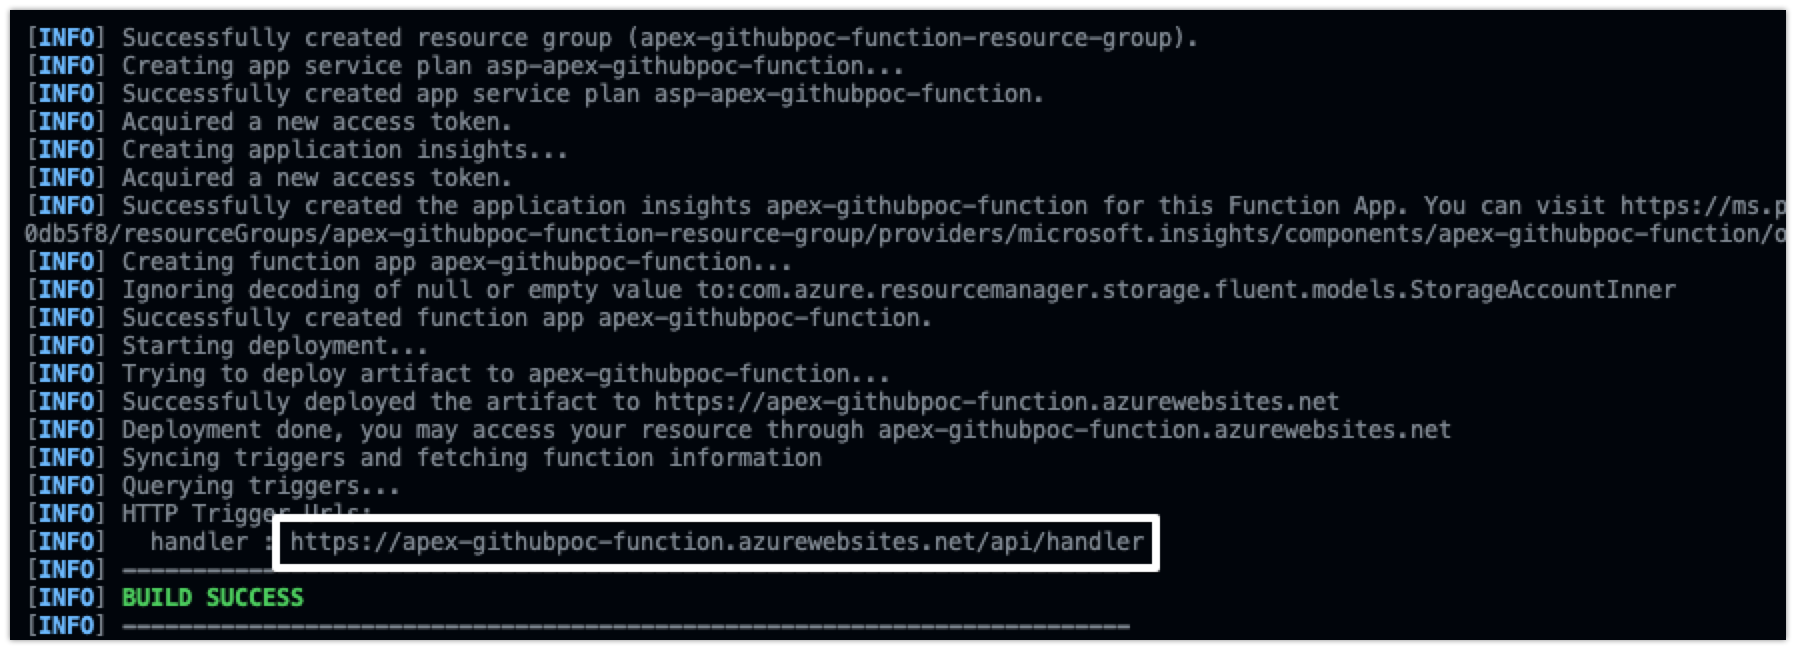 [INFO] Successfully created resource group (apex-githubpoc-function-resource-group).
[INFO] Creating app service plan asp-apex-githubpoc-function...
[INFO] Successfully created app service plan asp-apex-githubpoc-function.
[INFO] Acquired a new access token.
[INFO] Creating application insights...
[INFO] Acquired a new access token.
[INFO] Successfully created the application insights apex-githubpoc-function for this Function App. You can visit https://ms.p
0db5f8/resourceGroups/apex-githubpoc-function-resource-group/providers/microsoft.insights/components/apex-githubpoc-function/o
[INFO] Creating function app apex-githubpoc-function...
[INFO] Ignoring decoding of null or empty value to:com.azure.resourcemanager.storage.fluent.models.StorageAccountInner
[INFO] Successfully created function app apex-githubpoc-function.
[INFO] Starting deployment...
[INFO] Trying to deploy artifact to apex-githubpoc-function...
[INFO] Successfully deployed the artifact to https://apex-githubpoc-function.azurewebsites.net
[INFO] Deployment done, you may access your resource through apex-githubpoc-function.azurewebsites.net
[INFO] Syncing triggers and fetching function information
[INFO] Querying triggers...
[INFO] HTTP Trigger Urls:
[INFO] handler : https://apex-githubpoc-function.azurewebsites.net/api/handler
[INFO] -----------
[INFO] BUILD SUCCESS
[INFO] ------------------------------------------------------------------------